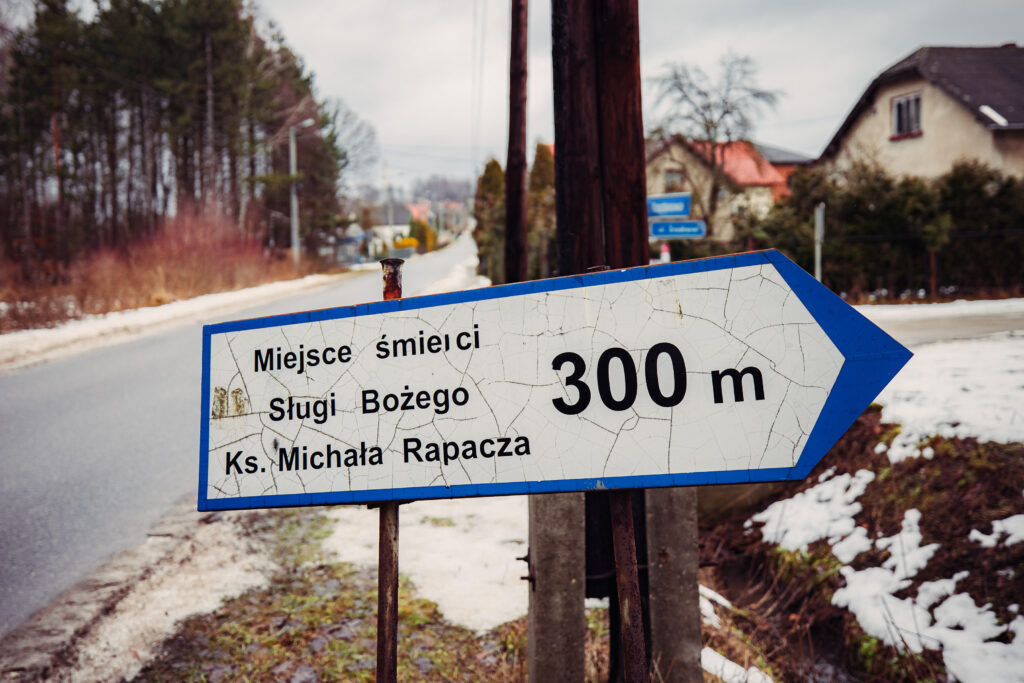 Miejsce śmierci
Sługi Bożego
Ks. Michała Rapacza
300 m